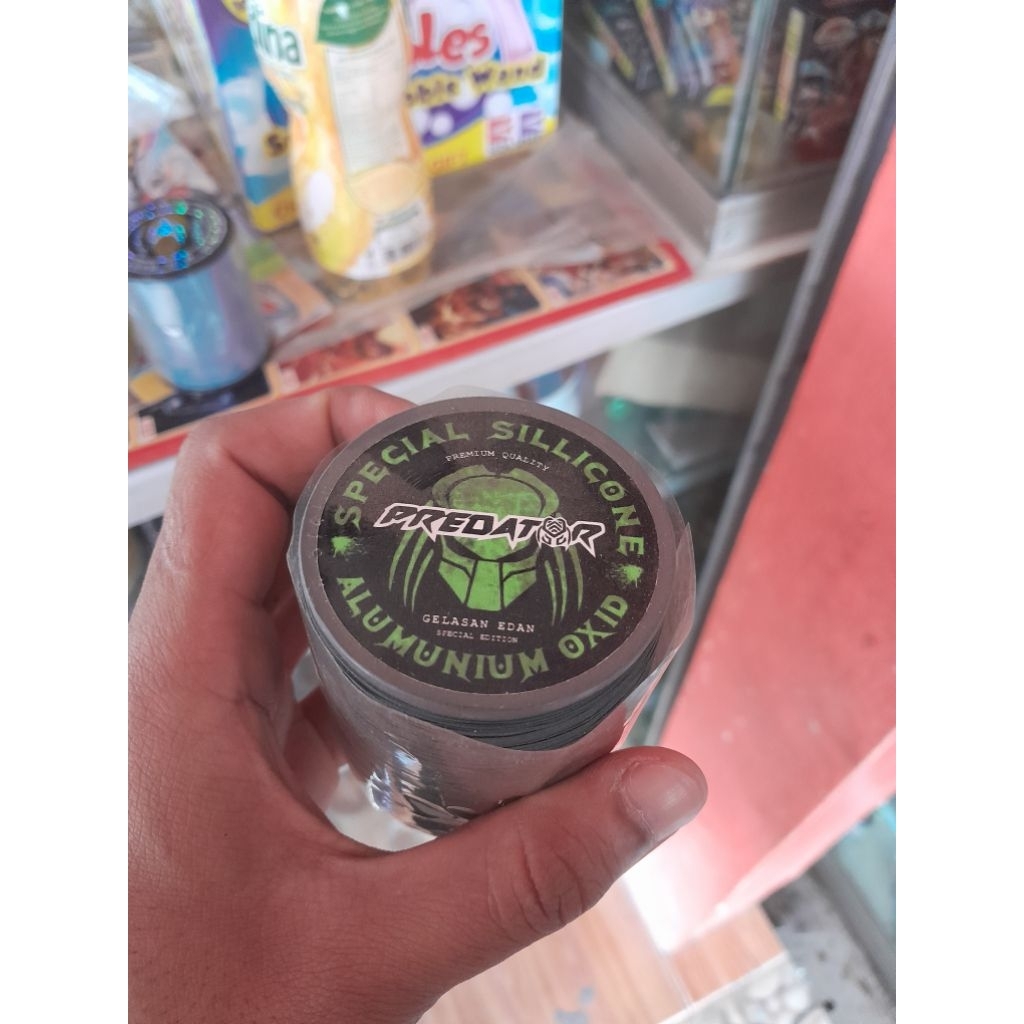 SPECIAL SILLICONE
PREMIUM QUALITY
PREDATOR
GELASAN EDAN
SPECIAL EDITION
ALUMUNIUM OXID